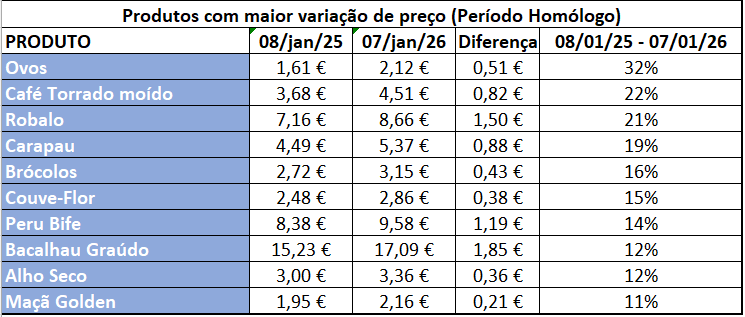 Produtos com maior variação de preço (Período Homólogo)
PRODUTO 08/jan/25 07/jan/26 Diferença 08/01/25 - 07/01/26
Ovos 1,61 € 2,12 € 0,51 € 32%
Café Torrado moído 3,68 € 4,51 € 0,82 € 22%
Robalo 7,16 € 8,66 € 1,50 € 21%
Carapau 4,49 € 5,37 € 0,88 € 19%
Brócolos 2,72 € 3,15 € 0,43 € 16%
Couve-Flor 2,48 € 2,86 € 0,38 € 15%
Peru Bife 8,38 € 9,58 € 1,19 € 14%
Bacalhau Graúdo 15,23 € 17,09 € 1,85 € 12%
Alho Seco 3,00 € 3,36 € 0,36 € 12%
Maçã Golden 1,95 € 2,16 € 0,21 € 11%